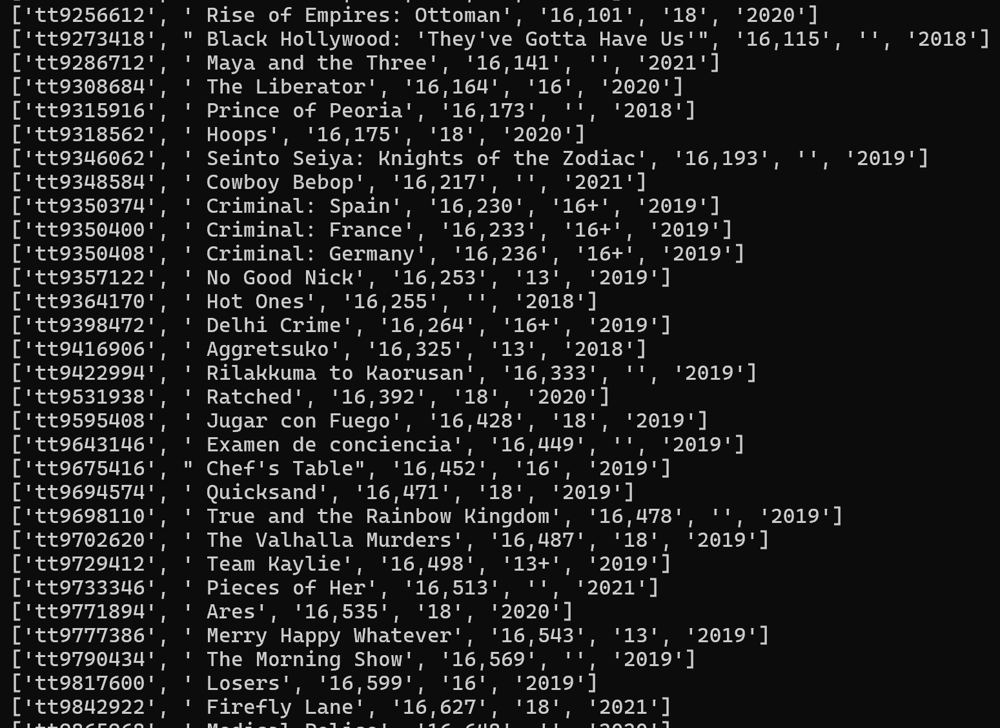 ['tt9256612', ' Rise of Empires: Ottoman', '16,101', '18', '2020']
['tt9273418', " Black Hollywood: 'They've Gotta Have Us'", '16,115', '', '2018']
['tt9286712', ' Maya and the Three', '16,141', '', '2021']
['tt9308684', ' The Liberator', '16,164', '16', '2020']
['tt9315916', ' Prince of Peoria', '16,173', '', '2018']
['tt9318562', ' Hoops', '16,175', '18', '2020']
['tt9346062', ' Seinto Seiya: Knights of the Zodiac', '16,193', '', '2019']
['tt9348584', ' Cowboy Bebop', '16,217', '', '2021']
['tt9350374', ' Criminal: Spain', '16,230', '16+', '2019']
['tt9350400', ' Criminal: France', '16,233', '16+', '2019']
['tt9350408', ' Criminal: Germany', '16,236', '16+', '2019']
['tt9357122', ' No Good Nick', '16,253', '13', '2019']
['tt9364170', ' Hot Ones', '16,255', '', '2018']
['tt9398472', ' Delhi Crime', '16,264', '16+', '2019']
['tt9416906', ' Aggretsuko', '16,325', '13', '2018']
['tt9422994', ' Rilakkuma to Kaorusan', '16,333', '', '2019']
['tt9531938', ' Ratched', '16,392', '18', '2020']
['tt9595408', ' Jugar con Fuego', '16,428', '18', '2019']
['tt9643146', ' Examen de conciencia', '16,449', '', '2019']
['tt9675416', " Chef's Table", '16,452', '16', '2019']
['tt9694574', ' Quicksand', '16,471', '18', '2019']
['tt9698110', ' True and the Rainbow Kingdom', '16,478', '', '2019']
['tt9702620', ' The Valhalla Murders', '16,487', '18', '2019']
['tt9729412', ' Team Kaylie', '16,498', '13+', '2019']
['tt9733346', ' Pieces of Her', '16,513', '', '2021']
['tt9771894', ' Ares', '16,535', '18', '2020']
['tt9777386', ' Merry Happy Whatever', '16,543', '13', '2019']
['tt9790434', ' The Morning Show', '16,569', '', '2019']
['tt9817600', ' Losers', '16,599', '16', '2019']
['tt9842922', ' Firefly Lane', '16,627', '18', '2021']